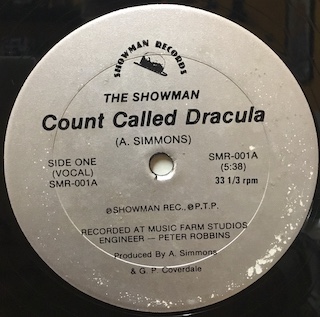 SHOWMAN RECORDS
THE SHOWMAN
Count Called Dracula
(A. SIMMONS)
SIDE ONE
(VOCAL)
SMR-001A
SMR-001A
(5:38)
33 1/3 rpm
℗SHOWMAN REC., ℗P.T.P.
RECORDED AT MUSIC FARM STUDIOS
ENGINEER — PETER ROBBINS
Produced By A. Simmons
& G. P. Coverdale